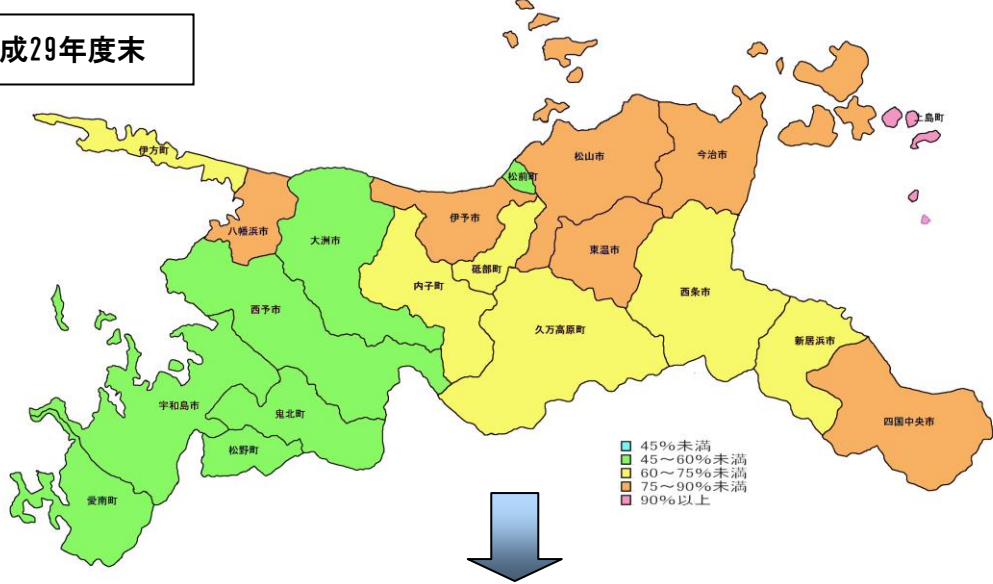 成29年度末
上島町
伊方町
松山市
今治市
松前町
八幡浜市
伊予市
大洲市
東温市
砥部町
内子町
西条市
西予市
久万高原町
新居浜市
宇和島市
鬼北町
四国中央市
松野町
愛南町
45%未満
45～60%未満
60～75%未満
75～90%未満
90%以上